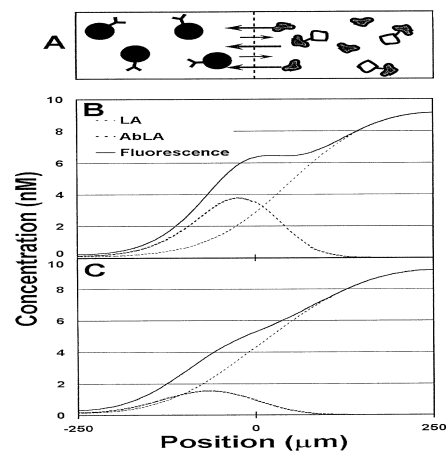 A
B
10
8
6
4
2
0
LA
AbLA
Fluorescence
Concentration (nM)
C
10
8
6
4
2
0
-250 0 250
Position (μm)